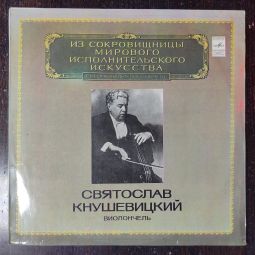 ИЗ СОКРОВИЩНИЦЫ
МИРОВОГО
ИСПОЛНИТЕЛЬСКОГО
ИСКУССТВА
СВЯТОСЛАВ
КНУШЕВИЦКИЙ
ВИОЛОНЧЕЛЬ